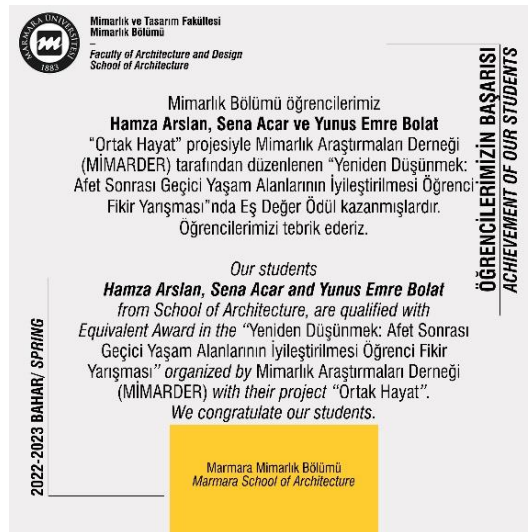 MARMARA ÜNİVERSİTESİ
1883
Mimarlık ve Tasarım Fakültesi
Mimarlık Bölümü
Faculty of Architecture and Design
School of Architecture
Mimarlık Bölümü öğrencilerimiz
Hamza Arslan, Sena Acar ve Yunus Emre Bolat
“Ortak Hayat” projesiyle Mimarlık Araştırmaları Derneği
(MİMARDER) tarafından düzenlenen “Yeniden Düşünmek:
Afet Sonrası Geçici Yaşam Alanlarının İyileştirilmesi Öğrenci
Fikir Yarışması”nda Eş Değer Ödül kazanmışlardır.
Öğrencilerimizi tebrik ederiz.
ÖĞRENCİLERİMİZİN BAŞARISI
ACHIEVEMENT OF OUR STUDENTS
Our students
Hamza Arslan, Sena Acar and Yunus Emre Bolat
from School of Architecture, are qualified with
Equivalent Award in the “Yeniden Düşünmek: Afet Sonrası
Geçici Yaşam Alanlarının İyileştirilmesi Öğrenci Fikir
Yarışması” organized by Mimarlık Araştırmaları Derneği
(MİMARDER) with their project “Ortak Hayat”.
We congratulate our students.
2022-2023 BAHAR/ SPRING
Marmara Mimarlık Bölümü
Marmara School of Architecture